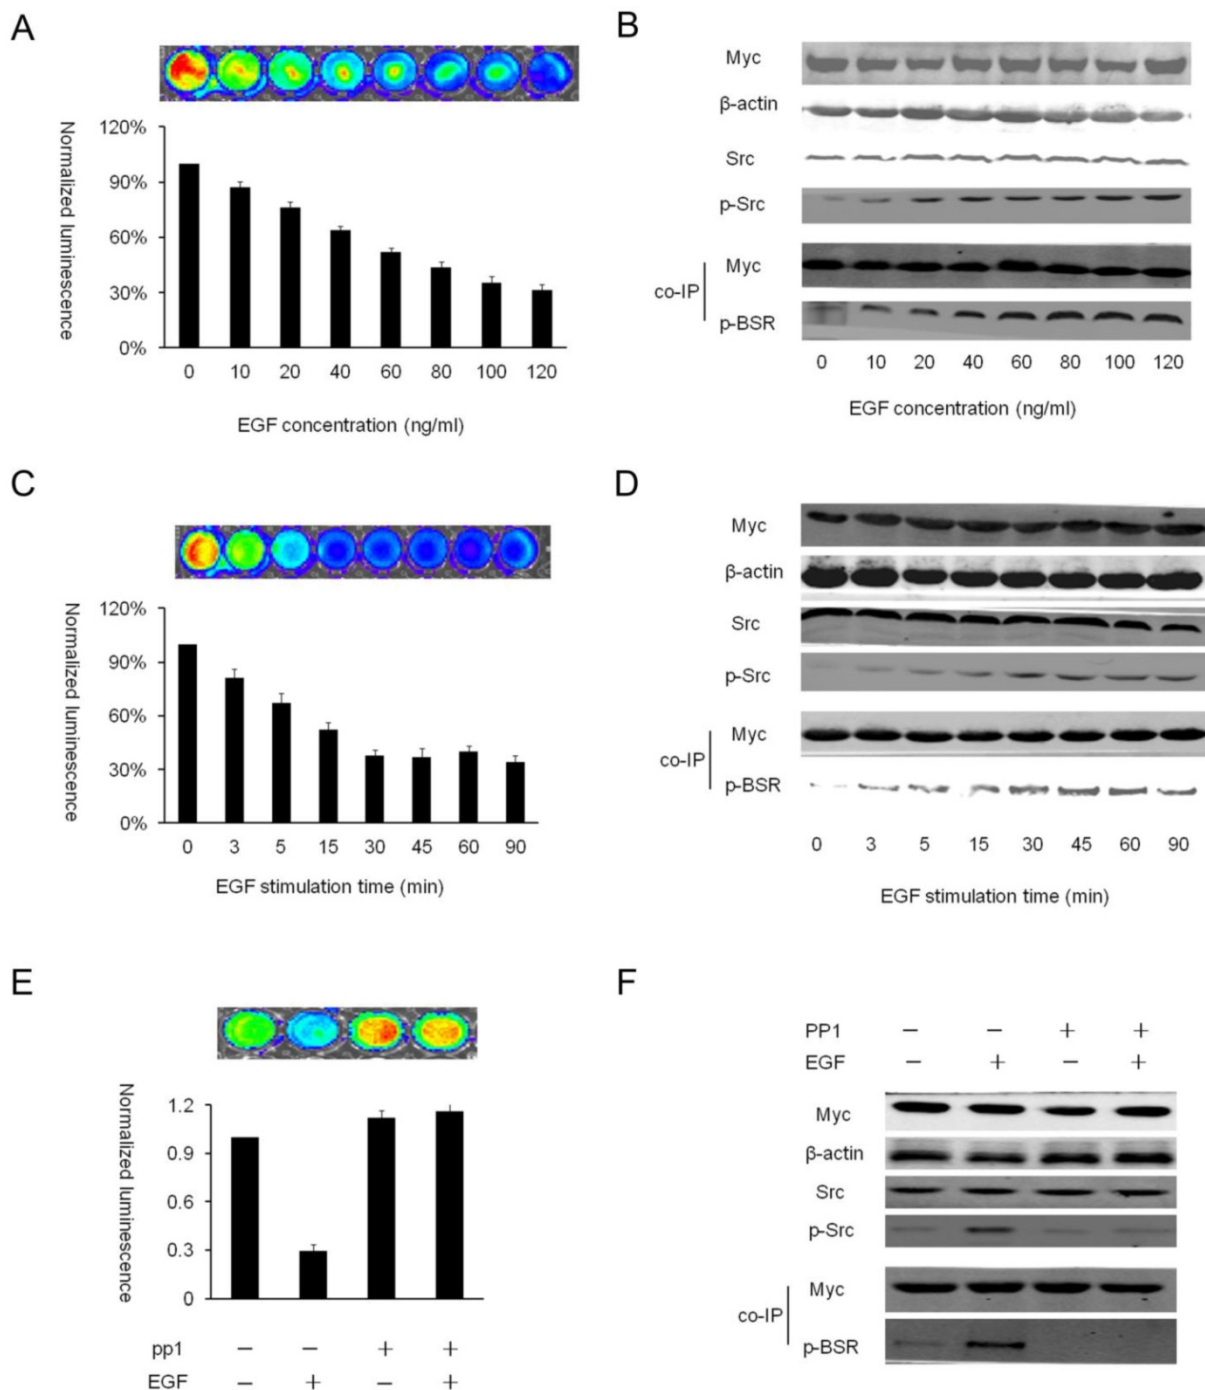 A
Normalized luminescence
120%
90%
60%
30%
0%
0 10 20 40 60 80 100 120
EGF concentration (ng/ml)
B
Myc
β-actin
Src
p-Src
co-IP
Myc
p-BSR
0 10 20 40 60 80 100 120
EGF concentration (ng/ml)
C
Normalized luminescence
120%
90%
60%
30%
0%
0 3 5 15 30 45 60 90
EGF stimulation time (min)
D
Myc
β-actin
Src
p-Src
co-IP
Myc
p-BSR
0 3 5 15 30 45 60 90
EGF stimulation time (min)
E
Normalized luminescence
1.2
0.9
0.6
0.3
0
pp1 − − + +
EGF − + − +
F
PP1 − − + +
EGF − + − +
Myc
β-actin
Src
p-Src
co-IP
Myc
p-BSR